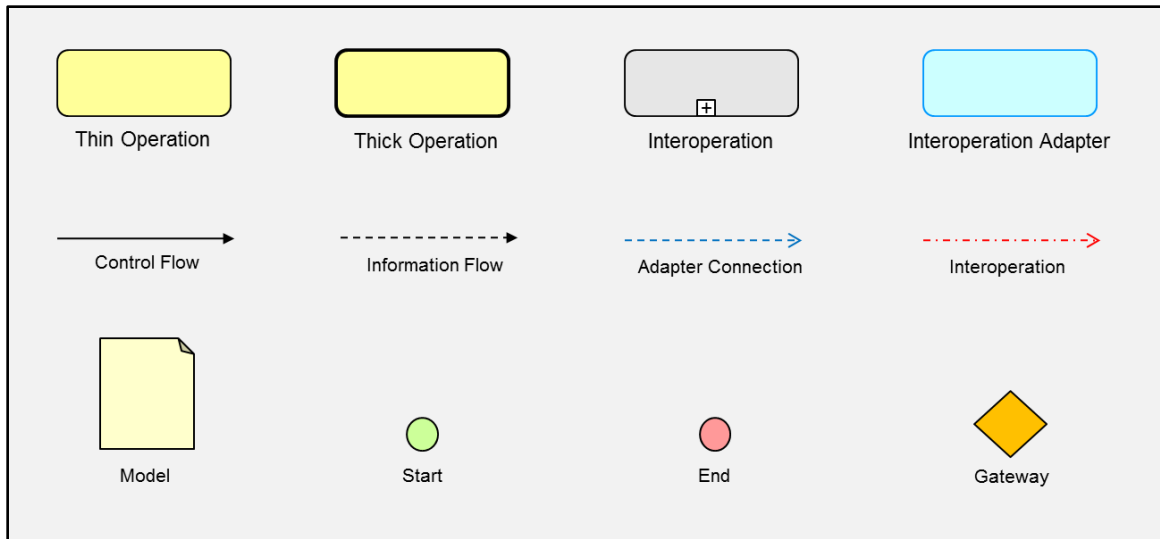 Thin Operation
Thick Operation
Interoperation
Interoperation Adapter
Control Flow
Information Flow
Adapter Connection
Interoperation
Model
Start
End
Gateway